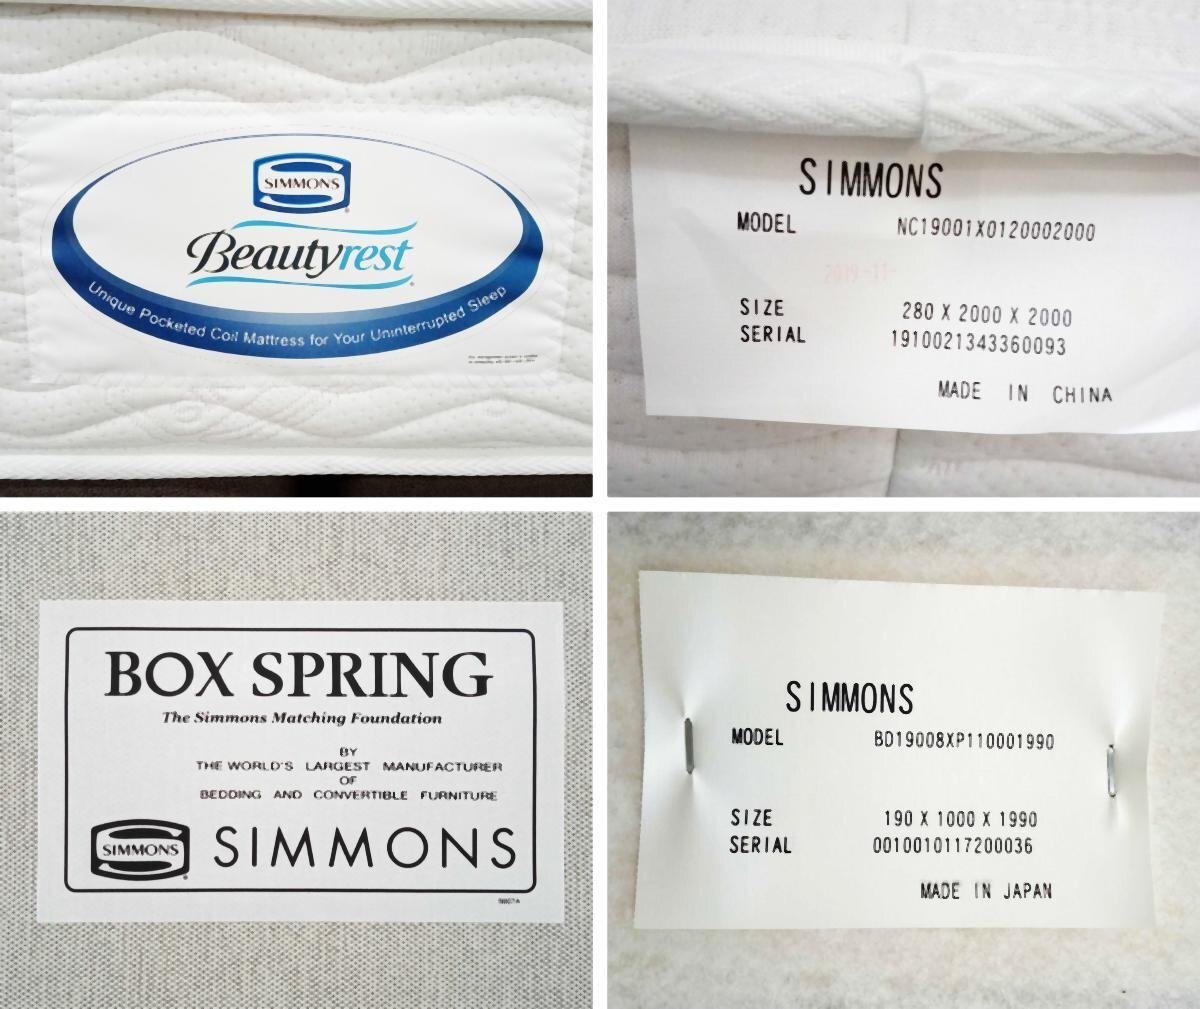 SIMMONS
Beautyrest
Unique Pocketed Coil Mattress for Your Uninterrupted Sleep
SIMMONS
MODEL NC19001X0120002000
2019-11-
SIZE 280 X 2000 X 2000
SERIAL 1910021343360093
MADE IN CHINA
BOX SPRING
The Simmons Matching Foundation
BY
THE WORLD'S LARGEST MANUFACTURER
OF
BEDDING AND CONVERTIBLE FURNITURE
SIMMONS SIMMONS
SIMMONS
MODEL BD19008XP110001990
SIZE 190 X 1000 X 1990
SERIAL 0010010117200036
MADE IN JAPAN